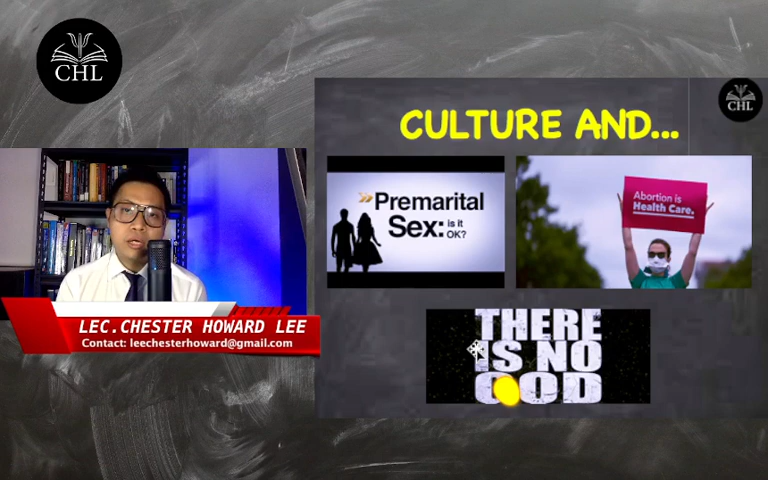 CHL
CHL
CULTURE AND...
Premarital
Sex: is it
OK?
Abortion is
Health Care.
THERE
IS NO
GOD
LEC.CHESTER HOWARD LEE
Contact: leechesterhoward@gmail.com